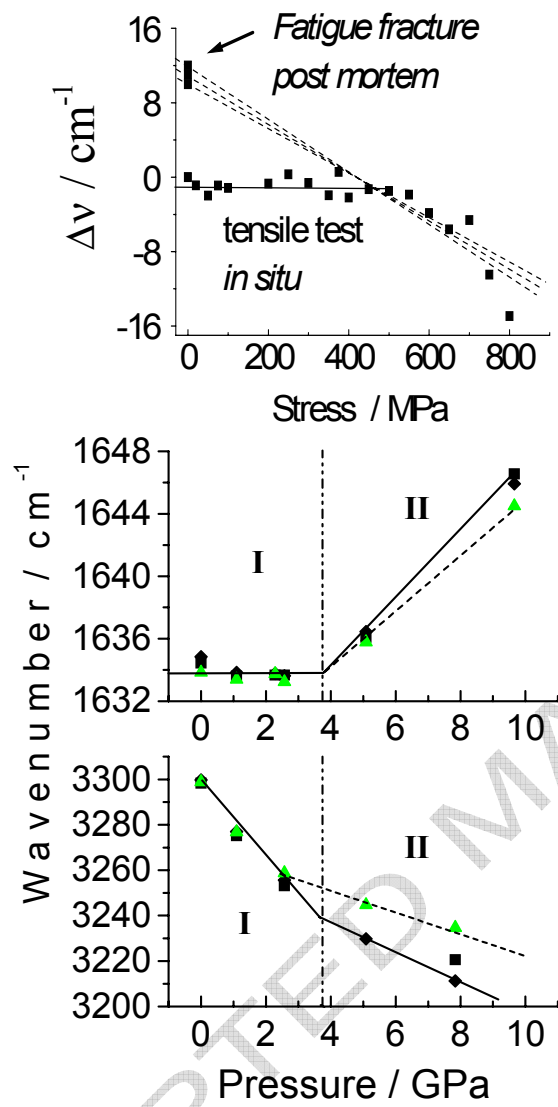 16
Fatigue fracture
post mortem
8
Δν / cm-1
0
-8
tensile test
in situ
-16
0 200 400 600 800
Stress / MPa
1648
1644
1640
1636
1632
I
II
0 2 4 6 8 10
Wavenumber / cm-1
3300
3280
3260
3240
3220
3200
I
II
0 2 4 6 8 10
Pressure / GPa
PTED MA